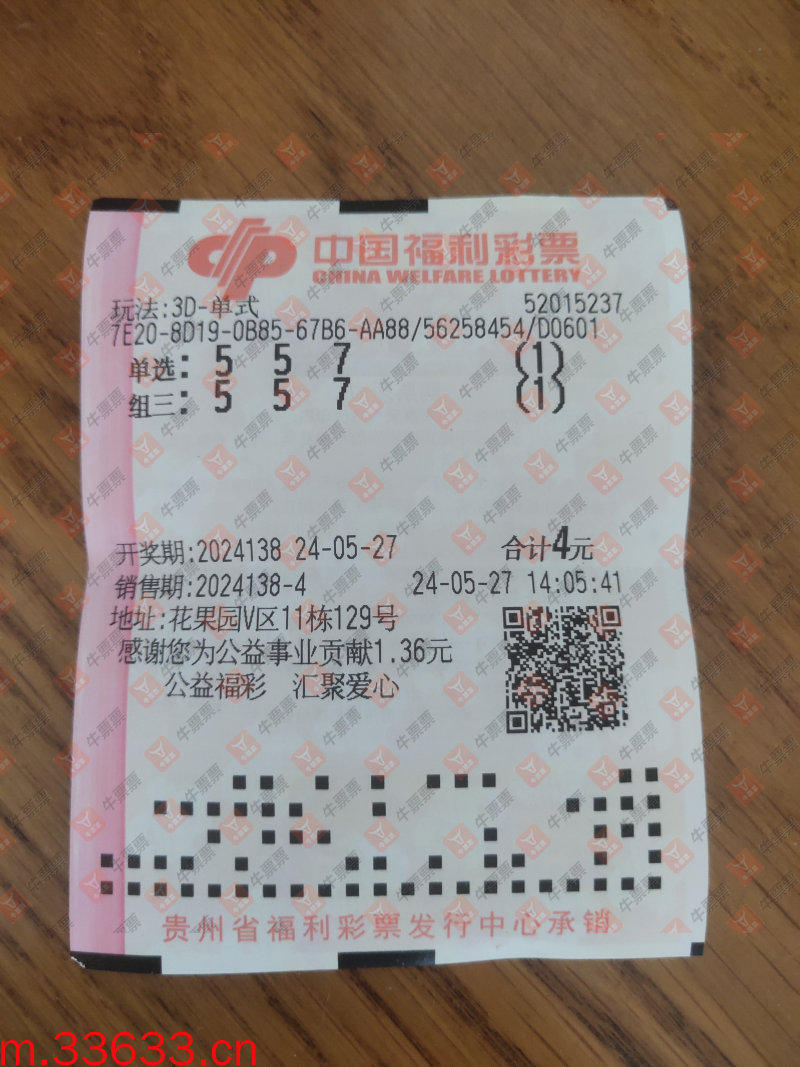 中国福利彩票
CHINA WELFARE LOTTERY
玩法:3D-单式 52015237
7E20-8D19-0B85-67B6-AA88/56258454/D0601
单选: 5 5 7 (1)
组三: 5 5 7 (1)
开奖期:2024138 24-05-27 合计4元
销售期:2024138-4 24-05-27 14:05:41
地址:花果园V区11栋129号
感谢您为公益事业贡献1.36元
公益福彩 汇聚爱心
贵州省福利彩票发行中心承销
牛票票
m.33633.cn